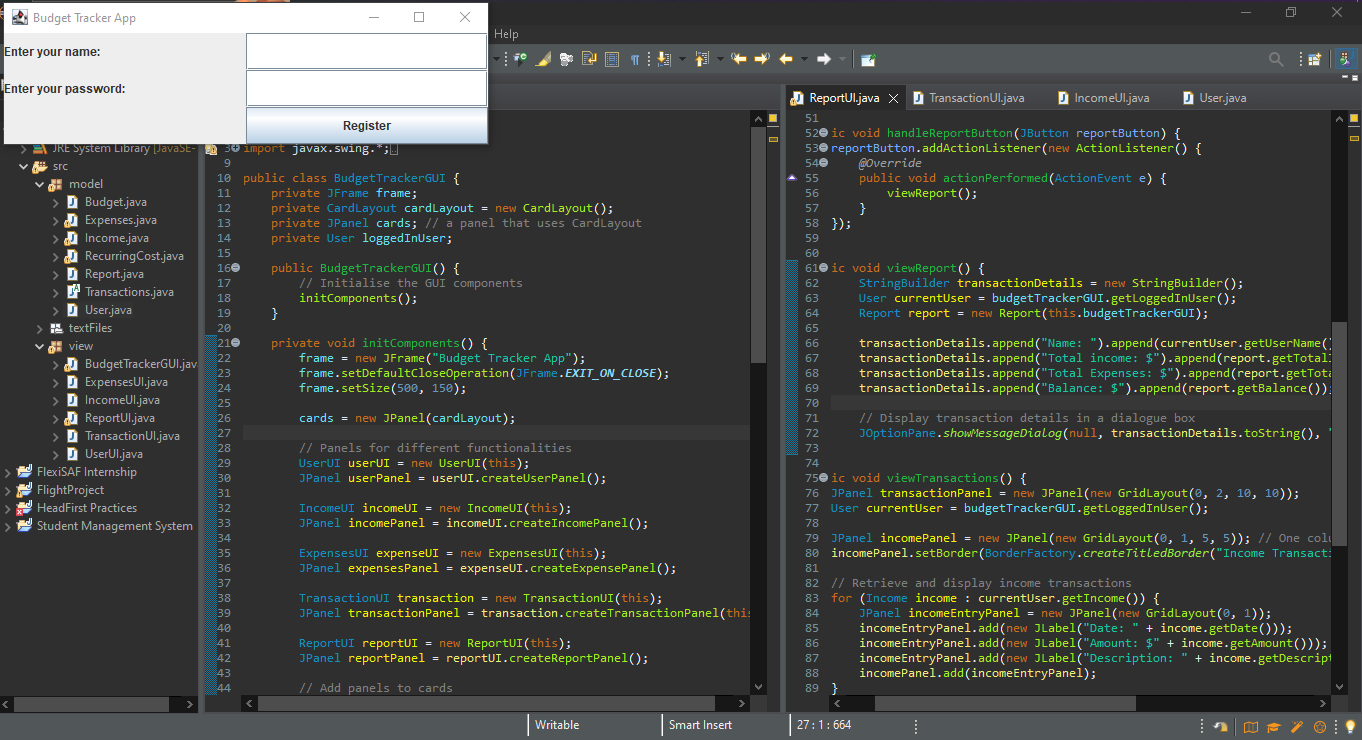 Budget Tracker App
Enter your name:
Enter your password:
Register
Help
ReportUI.java
TransactionUI.java
IncomeUI.java
User.java
JRE System Library [JavaSE-
src
model
Budget.java
Expenses.java
Income.java
RecurringCost.java
Report.java
Transactions.java
User.java
textFiles
view
BudgetTrackerGUI.jav
ExpensesUI.java
IncomeUI.java
ReportUI.java
TransactionUI.java
UserUI.java
FlexiSAF Internship
FlightProject
HeadFirst Practices
Student Management System
3 import javax.swing.*;
9
10 public class BudgetTrackerGUI {
11 private JFrame frame;
12 private CardLayout cardLayout = new CardLayout();
13 private JPanel cards; // a panel that uses CardLayout
14 private User loggedInUser;
15
16 public BudgetTrackerGUI() {
17 // Initialise the GUI components
18 initComponents();
19 }
20
21 private void initComponents() {
22 frame = new JFrame("Budget Tracker App");
23 frame.setDefaultCloseOperation(JFrame.EXIT_ON_CLOSE);
24 frame.setSize(500, 150);
25
26 cards = new JPanel(cardLayout);
27
28 // Panels for different functionalities
29 UserUI userUI = new UserUI(this);
30 JPanel userPanel = userUI.createUserPanel();
31
32 IncomeUI incomeUI = new IncomeUI(this);
33 JPanel incomePanel = incomeUI.createIncomePanel();
34
35 ExpensesUI expenseUI = new ExpensesUI(this);
36 JPanel expensesPanel = expenseUI.createExpensePanel();
37
38 TransactionUI transaction = new TransactionUI(this);
39 JPanel transactionPanel = transaction.createTransactionPanel(this
40
41 ReportUI reportUI = new ReportUI(this);
42 JPanel reportPanel = reportUI.createReportPanel();
43
44 // Add panels to cards
51
52 ic void handleReportButton(JButton reportButton) {
53 reportButton.addActionListener(new ActionListener() {
54 @Override
55 public void actionPerformed(ActionEvent e) {
56 viewReport();
57 }
58 });
59
60
61 ic void viewReport() {
62 StringBuilder transactionDetails = new StringBuilder();
63 User currentUser = budgetTrackerGUI.getLoggedInUser();
64 Report report = new Report(this.budgetTrackerGUI);
65
66 transactionDetails.append("Name: ").append(currentUser.getUserName()
67 transactionDetails.append("Total income: $").append(report.getTotalI
68 transactionDetails.append("Total Expenses: $").append(report.getTota
69 transactionDetails.append("Balance: $").append(report.getBalance());
70
71 // Display transaction details in a dialogue box
72 JOptionPane.showMessageDialog(null, transactionDetails.toString(), "
73
74
75 ic void viewTransactions() {
76 JPanel transactionPanel = new JPanel(new GridLayout(0, 2, 10, 10));
77 User currentUser = budgetTrackerGUI.getLoggedInUser();
78
79 JPanel incomePanel = new JPanel(new GridLayout(0, 1, 5, 5)); // One colu
80 incomePanel.setBorder(BorderFactory.createTitledBorder("Income Transacti
81
82 // Retrieve and display income transactions
83 for (Income income : currentUser.getIncome()) {
84 JPanel incomeEntryPanel = new JPanel(new GridLayout(0, 1));
85 incomeEntryPanel.add(new JLabel("Date: " + income.getDate()));
86 incomeEntryPanel.add(new JLabel("Amount: $" + income.getAmount()));
87 incomeEntryPanel.add(new JLabel("Description: " + income.getDescript
88 incomePanel.add(incomeEntryPanel);
89 }
Writable
Smart Insert
27 : 1 : 664